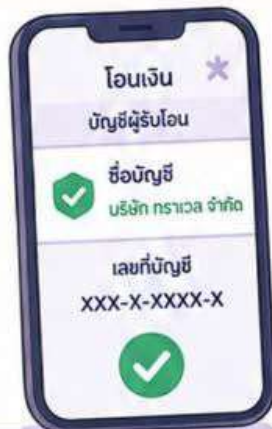 โอนเงิน
บัญชีผู้รับโอน
ชื่อบัญชี
บริษัท ทราเวล จำกัด
เลขที่บัญชี
XXX-X-XXXX-X